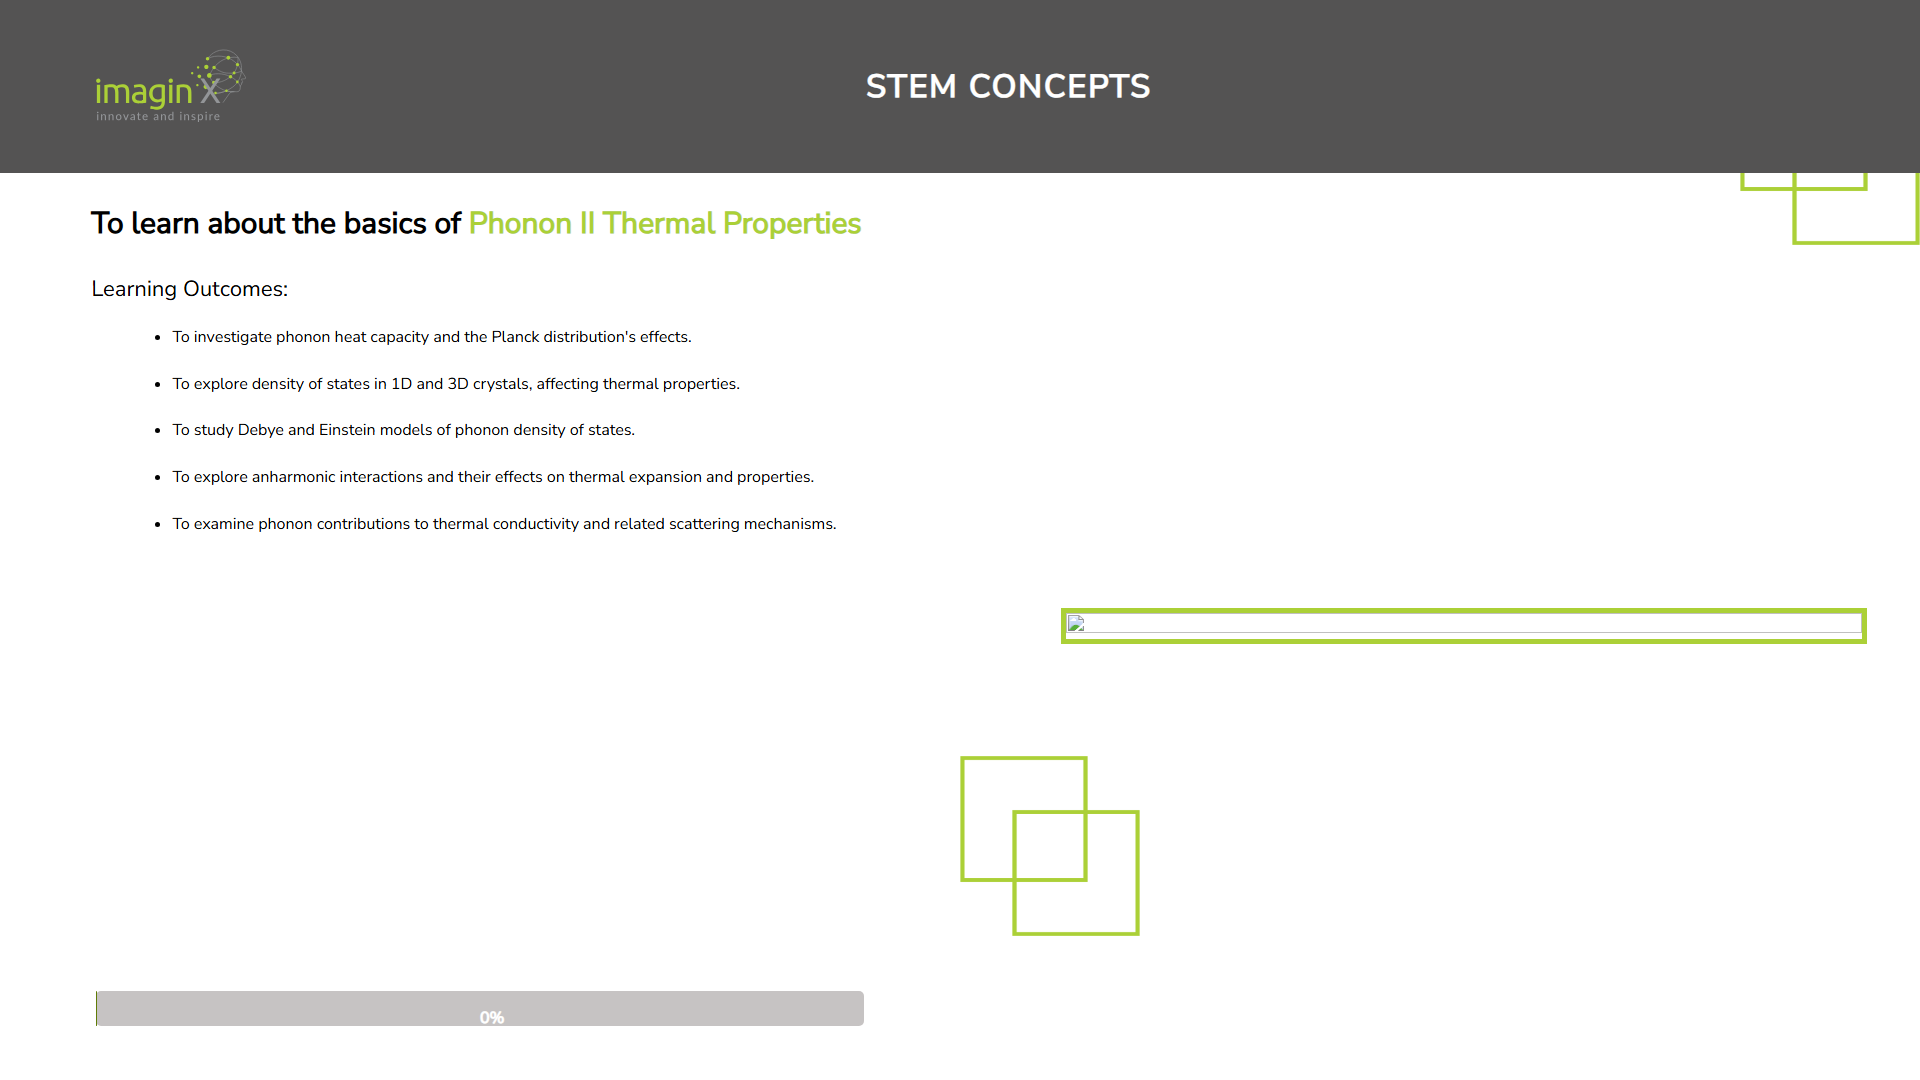 imagin X
innovate and inspire
STEM CONCEPTS
To learn about the basics of Phonon II Thermal Properties
Learning Outcomes:
• To investigate phonon heat capacity and the Planck distribution's effects.
• To explore density of states in 1D and 3D crystals, affecting thermal properties.
• To study Debye and Einstein models of phonon density of states.
• To explore anharmonic interactions and their effects on thermal expansion and properties.
• To examine phonon contributions to thermal conductivity and related scattering mechanisms.
0%